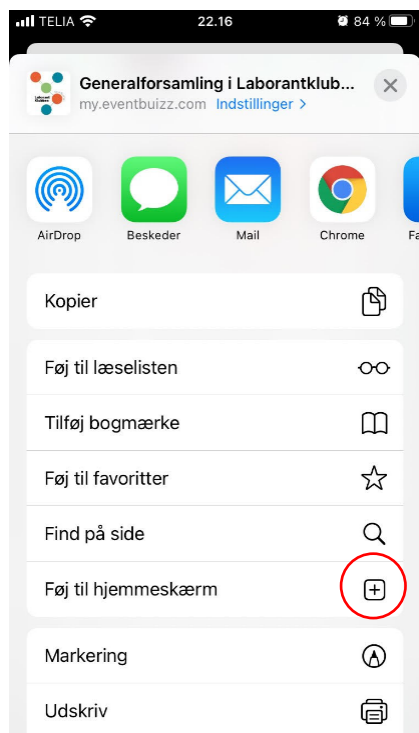 TELIA 22.16 84 %
Generalforsamling i Laborantklub...
my.eventbuizz.com Indstillinger >
AirDrop Beskeder Mail Chrome Fa
Kopier
Føj til læselisten
Tilføj bogmærke
Føj til favoritter
Find på side
Føj til hjemmeskærm
Markering
Udskriv